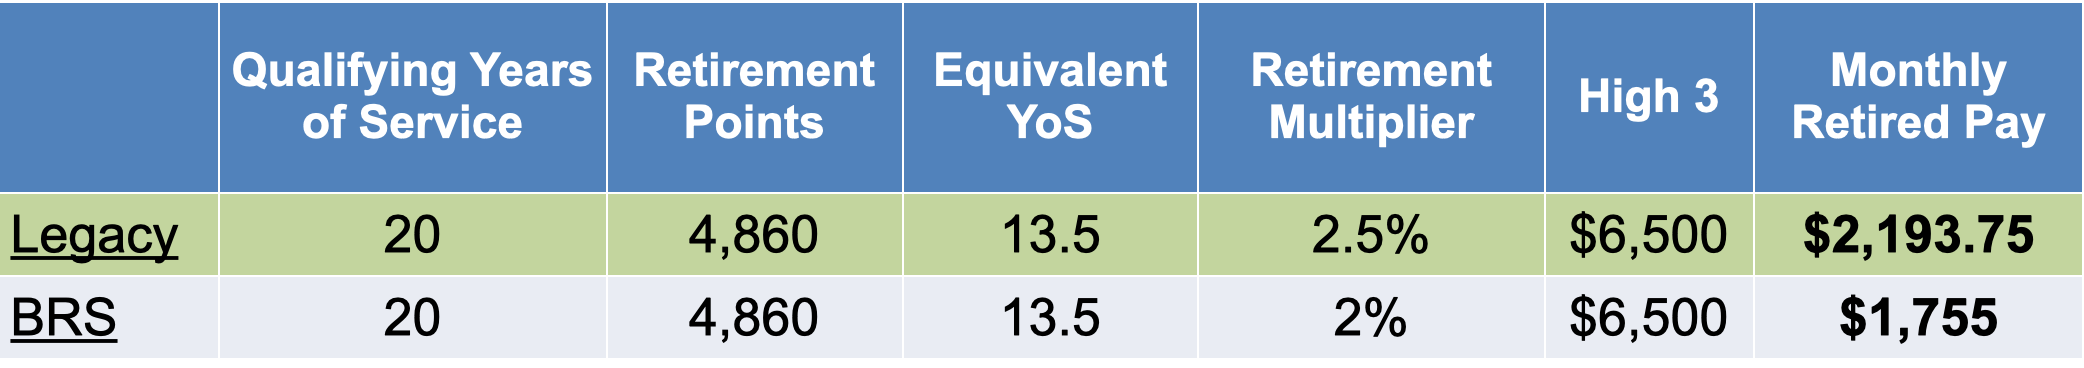 Qualifying Years of Service Retirement Points Equivalent YoS Retirement Multiplier High 3 Monthly Retired Pay
Legacy 20 4,860 13.5 2.5% $6,500 $2,193.75
BRS 20 4,860 13.5 2% $6,500 $1,755